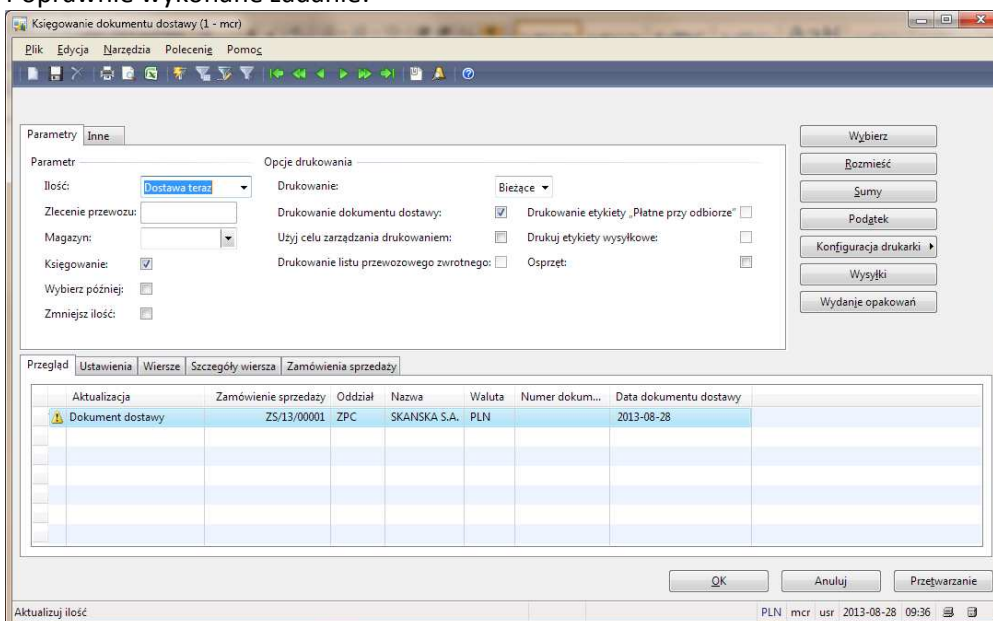 Poprawnie wykonane zadanie:
Księgowanie dokumentu dostawy (1 - mcr)
Plik Edycja Narzędzia Polecenie Pomoc
Parametry Inne
Wybierz
Parametr Opcje drukowania
Rozmieść
Ilość: Dostawa teraz Drukowanie: Bieżące
Sumy
Zlecenie przewozu: Drukowanie dokumentu dostawy: Drukowanie etykiety „Płatne przy odbiorze”
Podatek
Magazyn: Użyj celu zarządzania drukowaniem: Drukuj etykiety wysyłkowe:
Konfiguracja drukarki
Księgowanie: Drukowanie listu przewozowego zwrotnego: Osprzęt:
Wysyłki
Wybierz później:
Wydanie opakowań
Zmniejsz ilość:
Przegląd Ustawienia Wiersze Szczegóły wiersza Zamówienia sprzedaży
Aktualizacja Zamówienie sprzedaży Oddział Nazwa Waluta Numer dokum... Data dokumentu dostawy
Dokument dostawy ZS/13/00001 ZPC SKANSKA S.A. PLN 2013-08-28
OK Anuluj Przetwarzanie
Aktualizuj ilość PLN mcr usr 2013-08-28 09:36